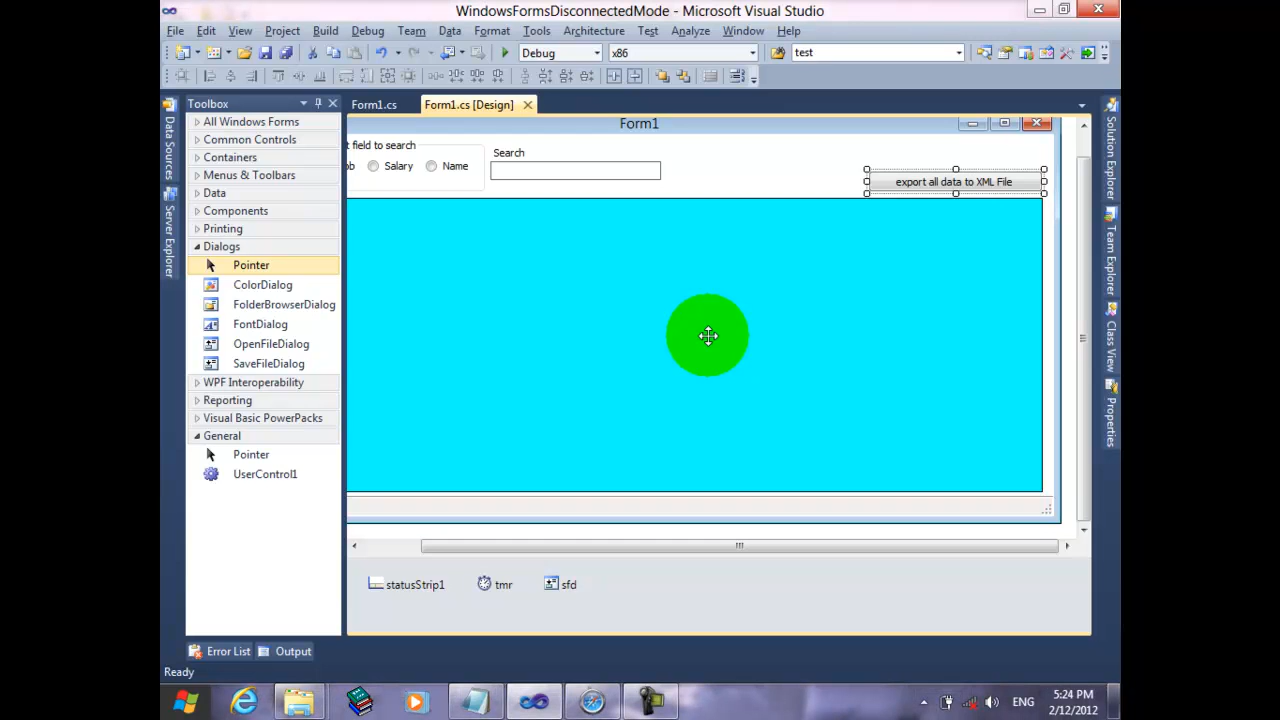 WindowsFormsDisconnectedMode - Microsoft Visual Studio
File Edit View Project Build Debug Team Data Format Tools Architecture Test Analyze Window Help
Debug x86 test
Toolbox
Form1.cs Form1.cs [Design]
Data Sources
Server Explorer
All Windows Forms
Common Controls
Containers
Menus & Toolbars
Data
Components
Printing
Dialogs
Pointer
ColorDialog
FolderBrowserDialog
FontDialog
OpenFileDialog
SaveFileDialog
WPF Interoperability
Reporting
Visual Basic PowerPacks
General
Pointer
UserControl1
Form1
t field to search
ob Salary Name
Search
export all data to XML File
statusStrip1 tmr sfd
Solution Explorer
Team Explorer
Class View
Properties
Error List Output
Ready
ENG
5:24 PM
2/12/2012